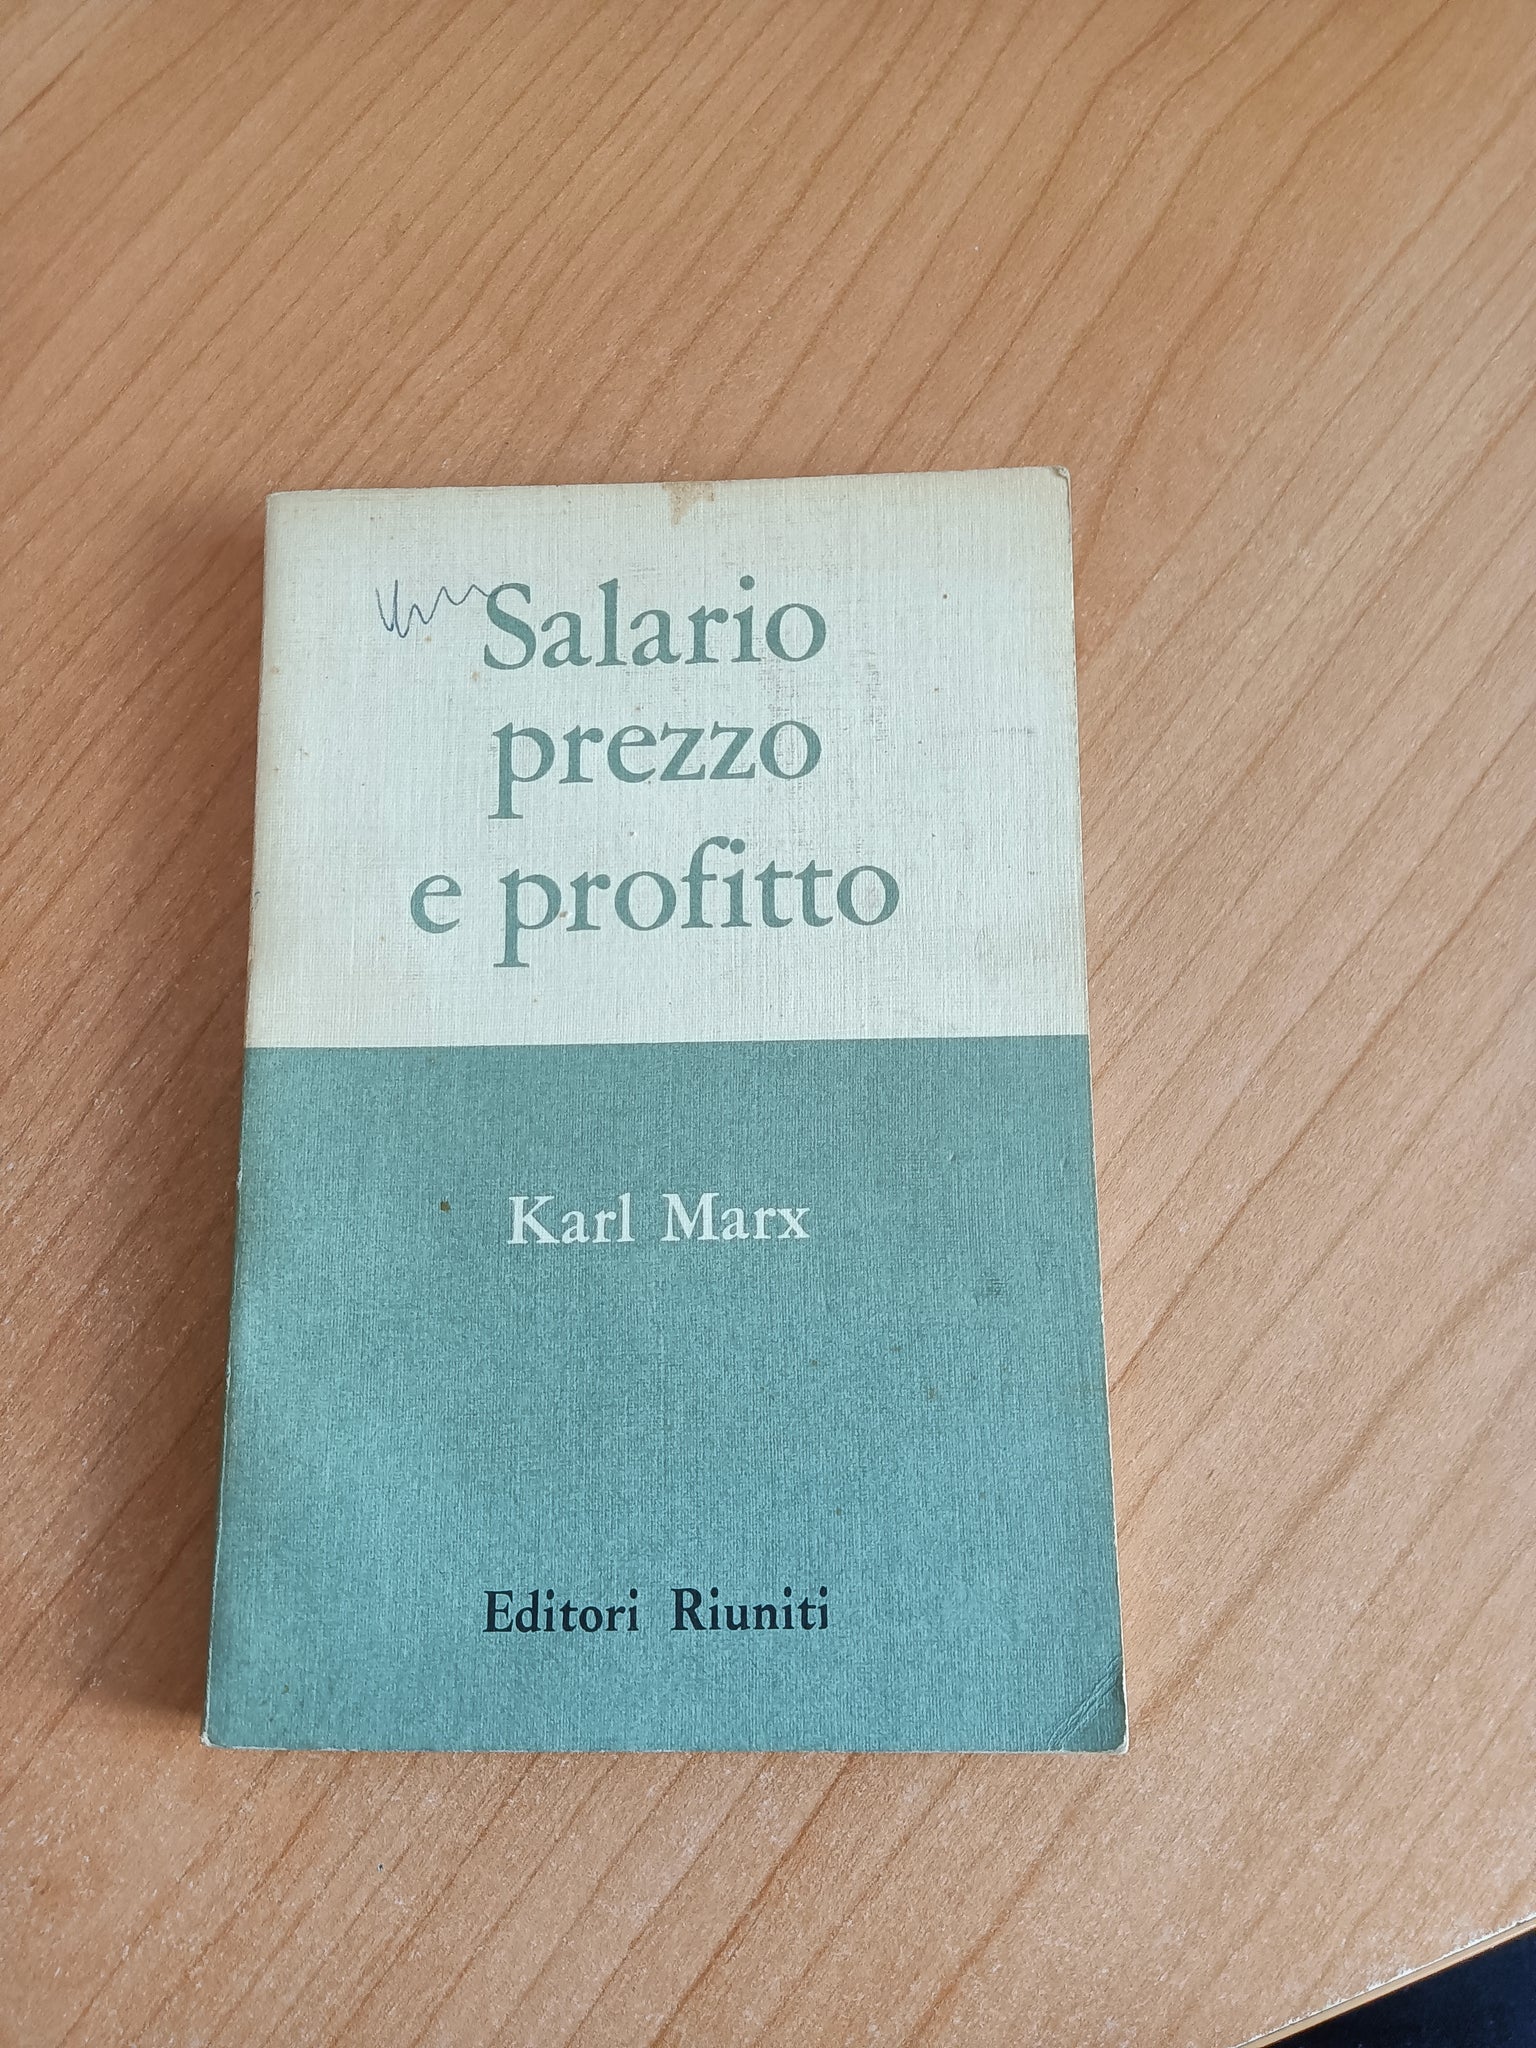 Salario
prezzo
e profitto
Karl Marx
Editori Riuniti